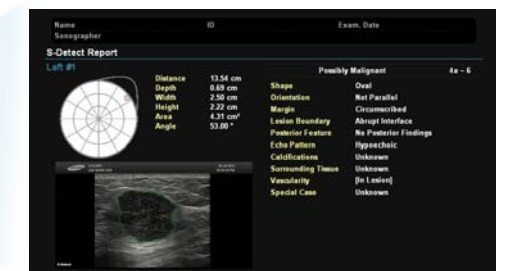 Name ID Exam. Date
Sonographer
S-Detect Report
Left #1
Distance 13.54 cm
Depth 0.69 cm
Width 2.50 cm
Height 2.22 cm
Area 4.31 cm²
Angle 53.00 °
Possibly Malignant 4a ~ 6
Shape Oval
Orientation Not Parallel
Margin Circumscribed
Lesion Boundary Abrupt Interface
Posterior Feature No Posterior Findings
Echo Pattern Hypoechoic
Caldifications Unknown
Surrounding Tissue Unknown
Vascularity [In Lesion]
Special Case Unknown
S-Detect